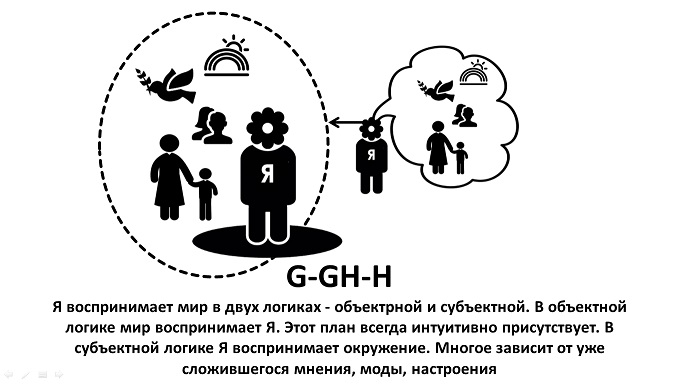 Я
Я
G-GH-H
Я воспринимает мир в двух логиках - объектрной и субъектной. В объектной
логике мир воспринимает Я. Этот план всегда интуитивно присутствует. В
субъектной логике Я воспринимает окружение. Многое зависит от уже
сложившегося мнения, моды, настроения